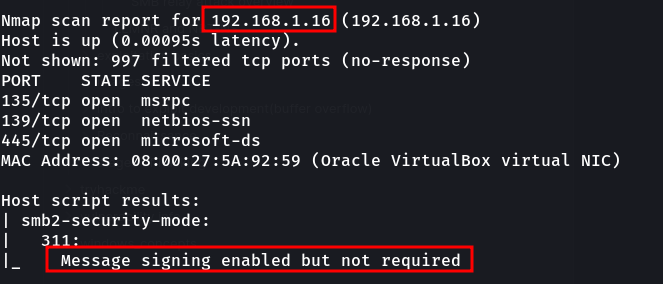 Nmap scan report for 192.168.1.16 (192.168.1.16)
Host is up (0.00095s latency).
Not shown: 997 filtered tcp ports (no-response)
PORT    STATE SERVICE
135/tcp open  msrpc
139/tcp open  netbios-ssn
445/tcp open  microsoft-ds
MAC Address: 08:00:27:5A:92:59 (Oracle VirtualBox virtual NIC)
Host script results:
| smb2-security-mode:
|   311:
|_    Message signing enabled but not required